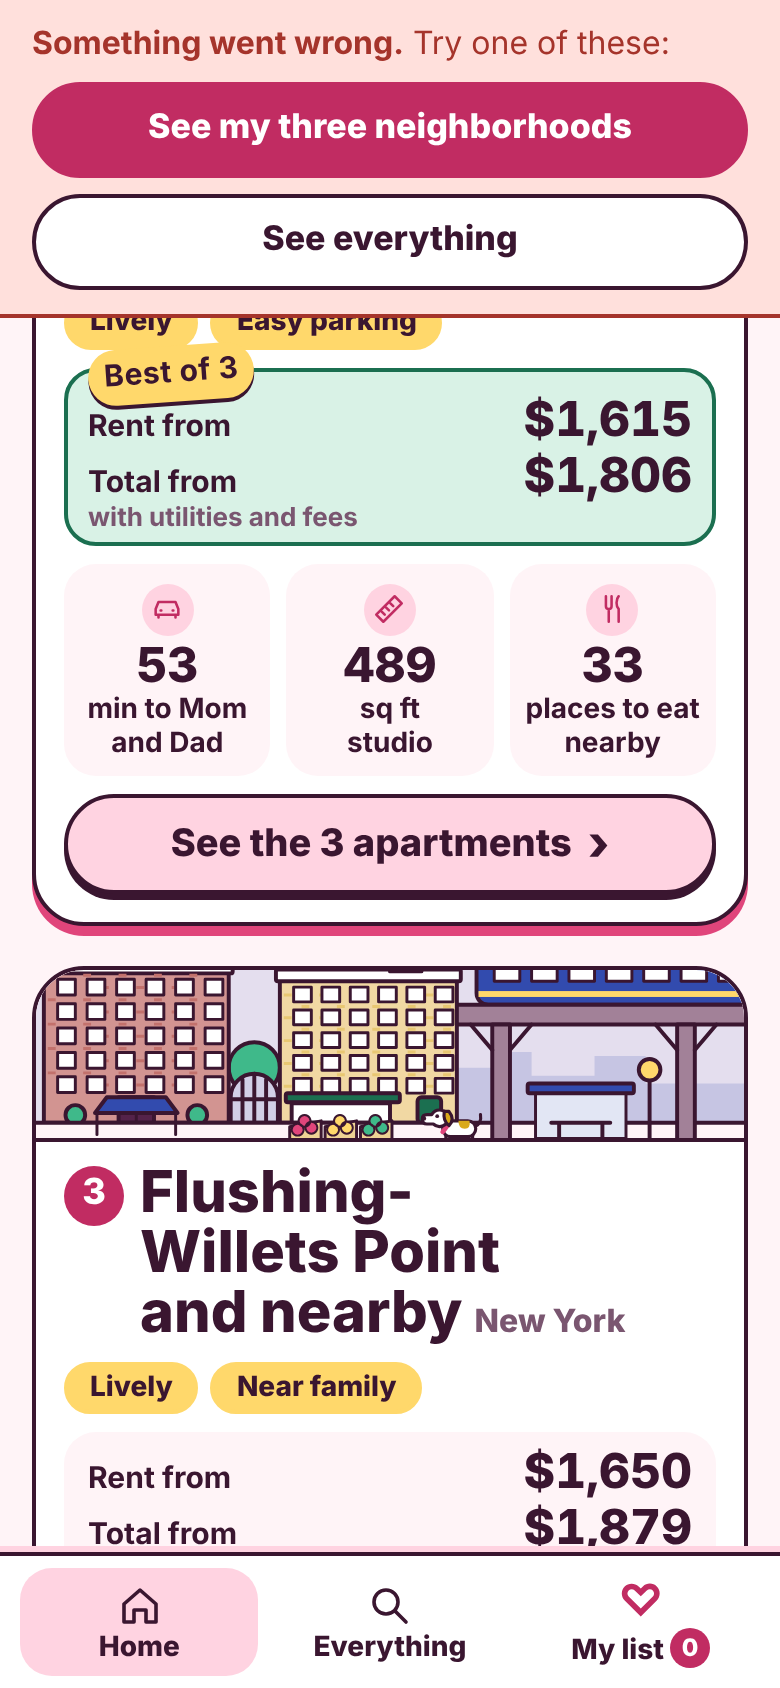 Something went wrong. Try one of these:
See my three neighborhoods
See everything
Lively Easy parking
Best of 3
Rent from $1,615
Total from $1,806
with utilities and fees
53 489 33
min to Mom sq ft places to eat
and Dad studio nearby
See the 3 apartments ›
3 Flushing-
Willets Point
and nearby New York
Lively Near family
Rent from $1,650
Total from $1,879
Home Everything My list 0